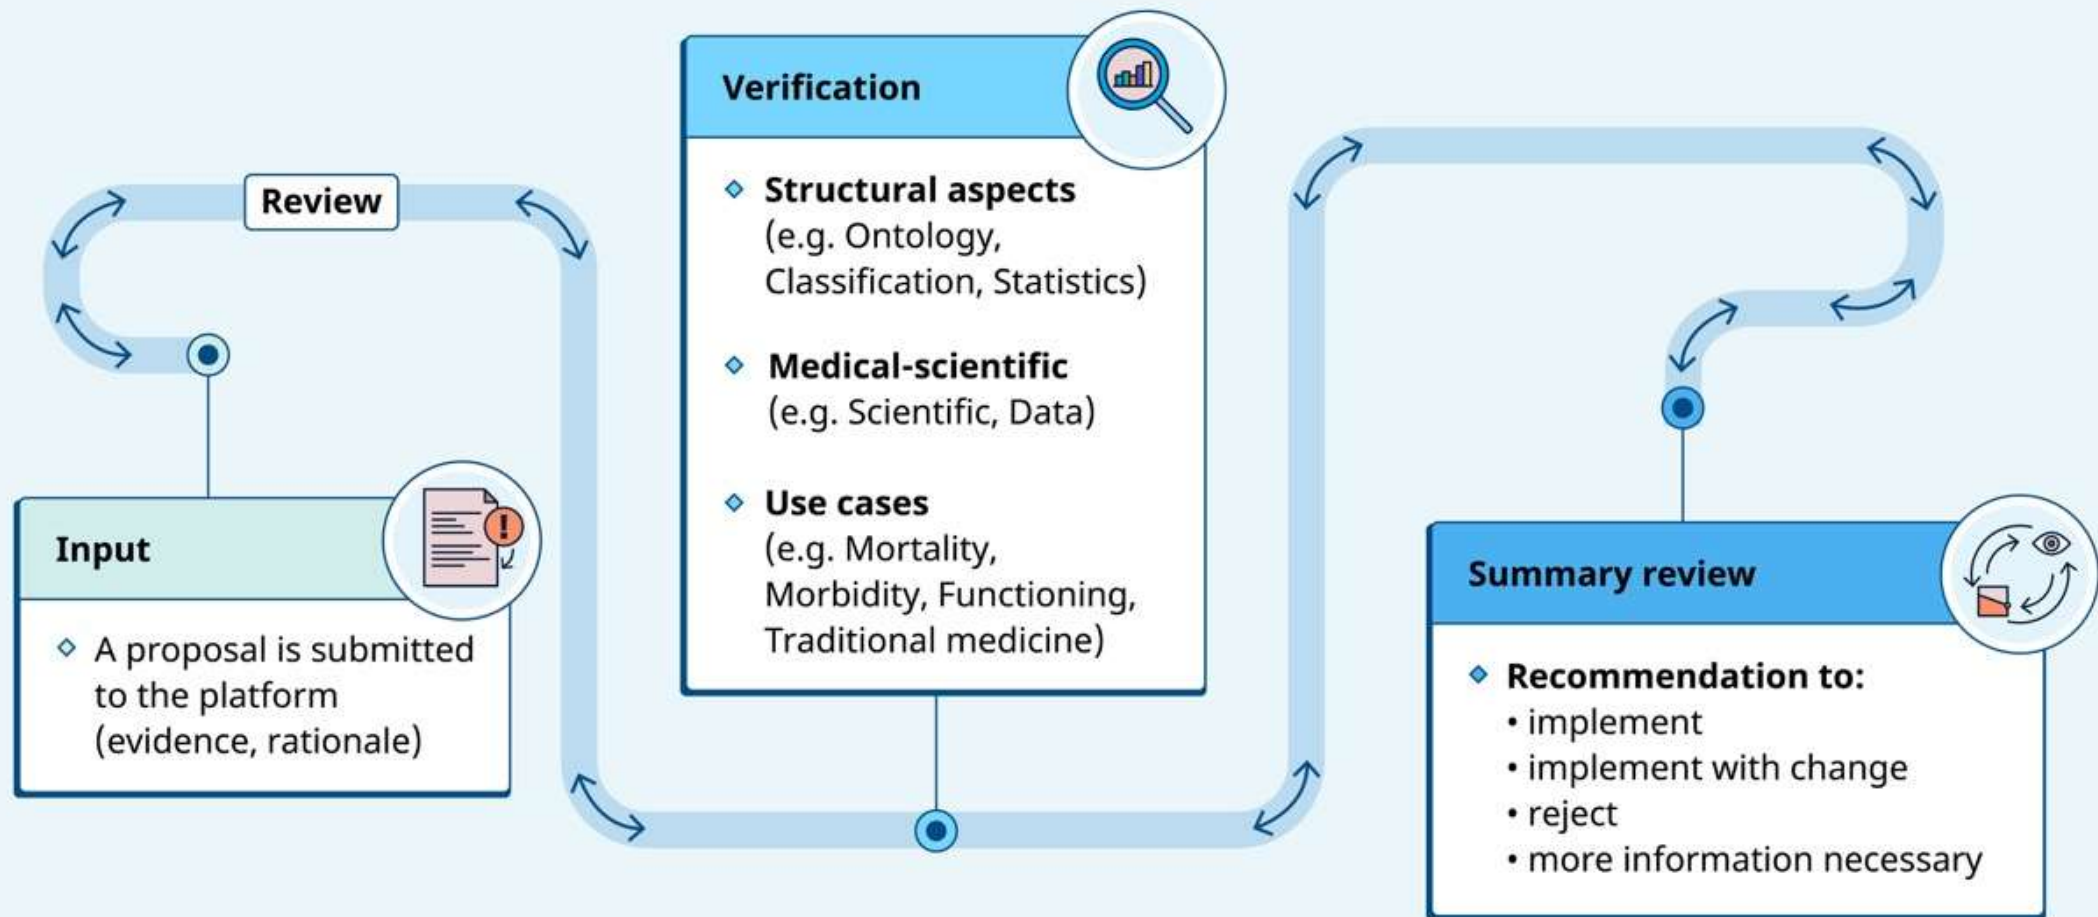 Review
Input
A proposal is submitted
to the platform
(evidence, rationale)
Verification
Structural aspects
(e.g. Ontology,
Classification, Statistics)
Medical-scientific
(e.g. Scientific, Data)
Use cases
(e.g. Mortality,
Morbidity, Functioning,
Traditional medicine)
Summary review
Recommendation to:
• implement
• implement with change
• reject
• more information necessary